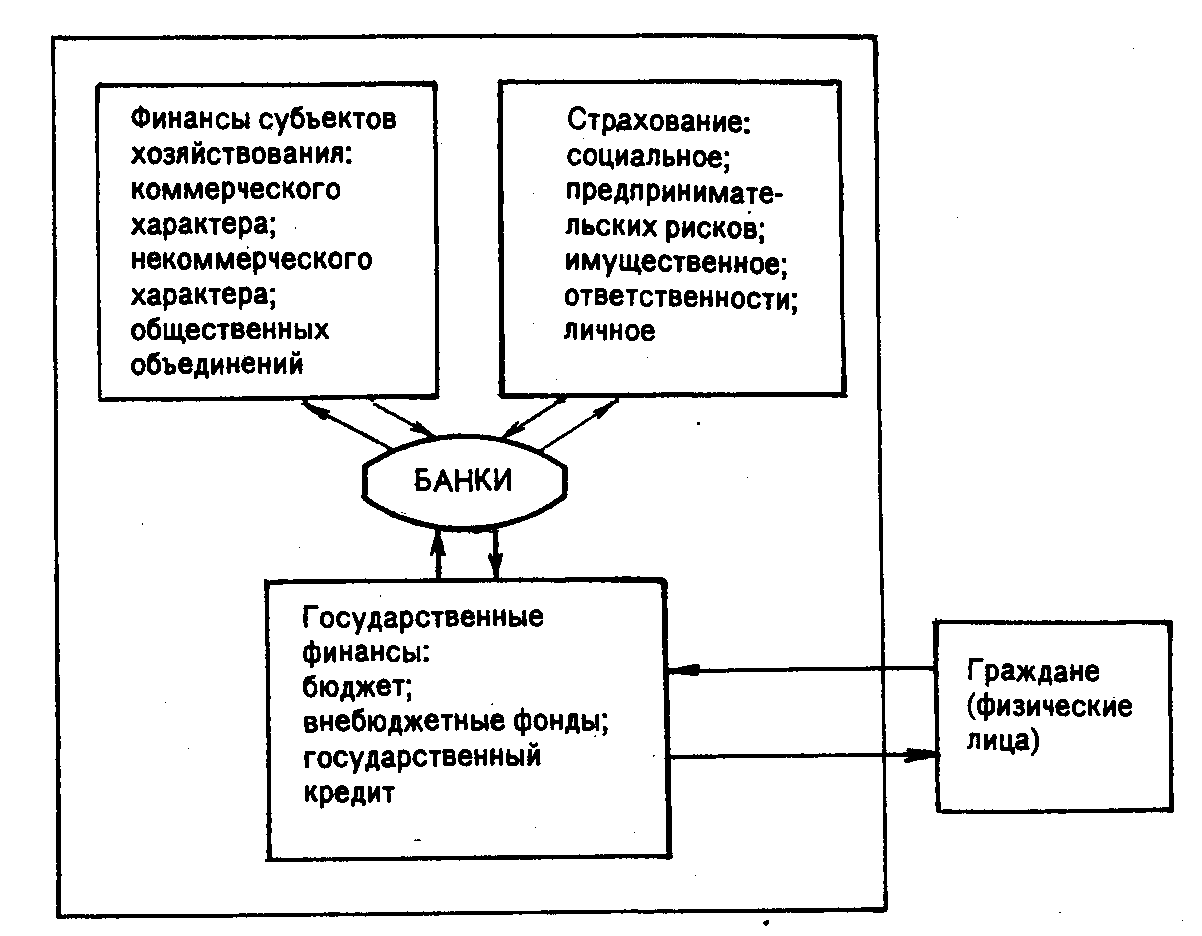 Финансы субъектов
хозяйствования:
коммерческого
характера;
некоммерческого
характера;
общественных
объединений
Страхование:
социальное;
предпринимате-
льских рисков;
имущественное;
ответственности;
личное
БАНКИ
Государственные
финансы:
бюджет;
внебюджетные фонды;
государственный
кредит
Граждане
(физические
лица)